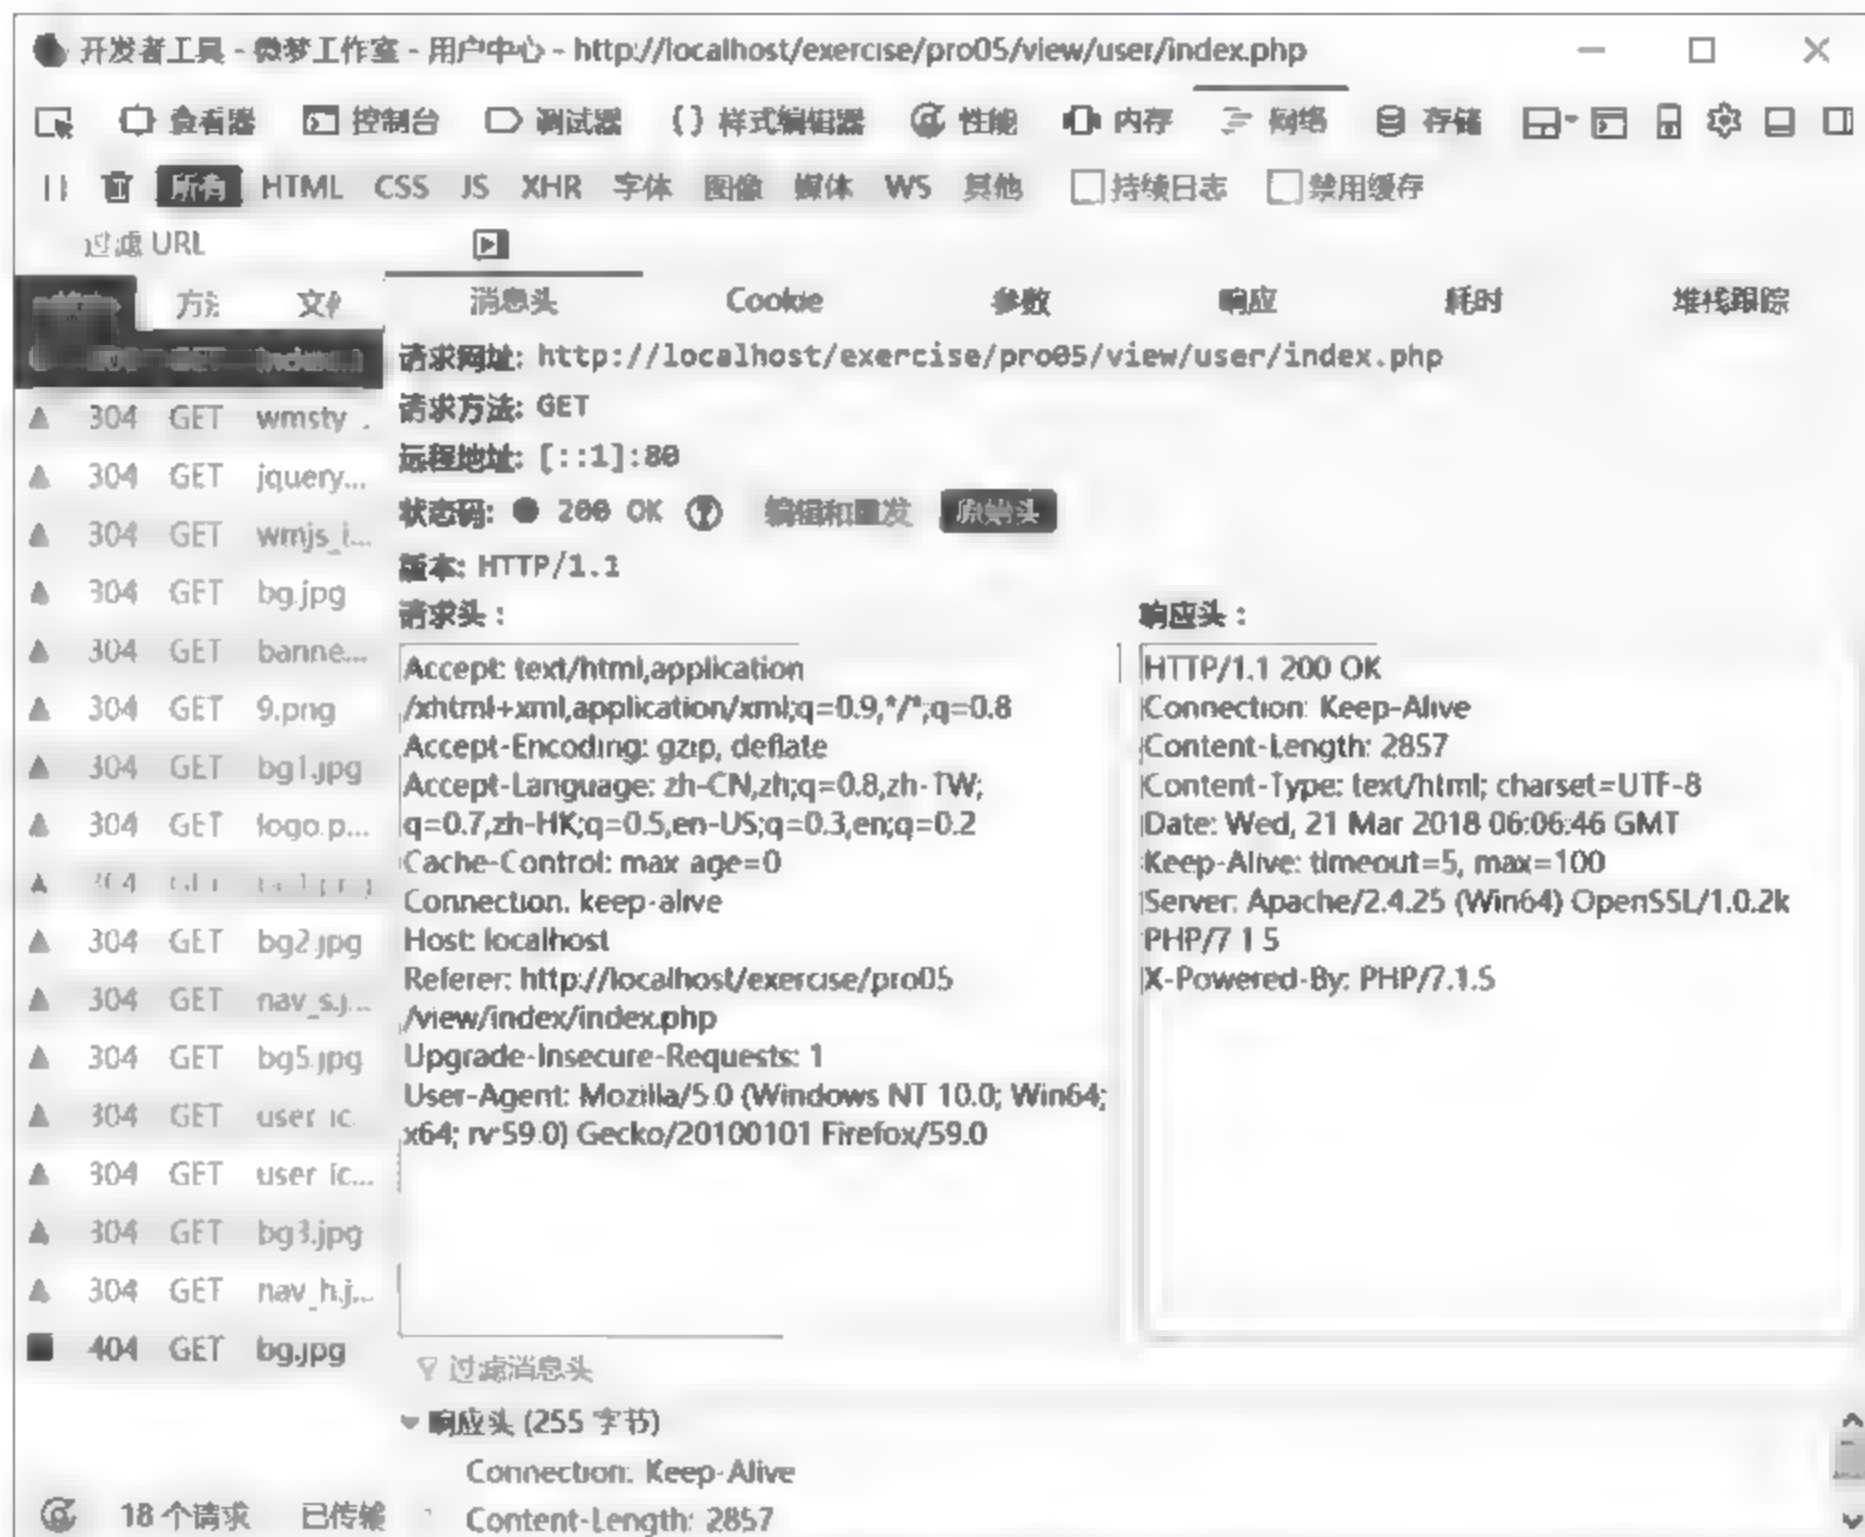 开发者工具 - 微梦工作室 - 用户中心 - http://localhost/exercise/pro05/view/user/index.php
查看器 控制台 调试器 {} 样式编辑器 性能 内存 网络 存储
所有 HTML CSS JS XHR 字体 图像 媒体 WS 其他 持续日志 禁用缓存
过滤 URL
方法 文件 消息头 Cookie 参数 响应 耗时 堆栈跟踪
请求网址: http://localhost/exercise/pro05/view/user/index.php
304 GET wmsty
请求方法: GET
远程地址: [::1]:80
304 GET jquery...
状态码: 200 OK 编辑和重发 原始头
304 GET wmjs_i...
版本: HTTP/1.1
304 GET bg.jpg
请求头：
响应头：
304 GET banne...
304 GET 9.png
304 GET bg1.jpg
304 GET logo.p...
304 GET bg2.jpg
304 GET nav_s.j...
304 GET bg5.jpg
304 GET user ic
304 GET user ic...
304 GET bg3.jpg
304 GET nav_h.j...
404 GET bg.jpg
Accept: text/html,application
/xhtml+xml,application/xml;q=0.9,*/*;q=0.8
Accept-Encoding: gzip, deflate
Accept-Language: zh-CN,zh;q=0.8,zh-TW;
q=0.7,zh-HK;q=0.5,en-US;q=0.3,en;q=0.2
Cache-Control: max-age=0
Connection: keep-alive
Host: localhost
Referer: http://localhost/exercise/pro05
/view/index/index.php
Upgrade-Insecure-Requests: 1
User-Agent: Mozilla/5.0 (Windows NT 10.0; Win64;
x64; rv:59.0) Gecko/20100101 Firefox/59.0
HTTP/1.1 200 OK
Connection: Keep-Alive
Content-Length: 2857
Content-Type: text/html; charset=UTF-8
Date: Wed, 21 Mar 2018 06:06:46 GMT
Keep-Alive: timeout=5, max=100
Server: Apache/2.4.25 (Win64) OpenSSL/1.0.2k
PHP/7.1.5
X-Powered-By: PHP/7.1.5
过滤消息头
响应头 (255 字节)
Connection: Keep-Alive
Content-Length: 2857
18 个请求 已传输